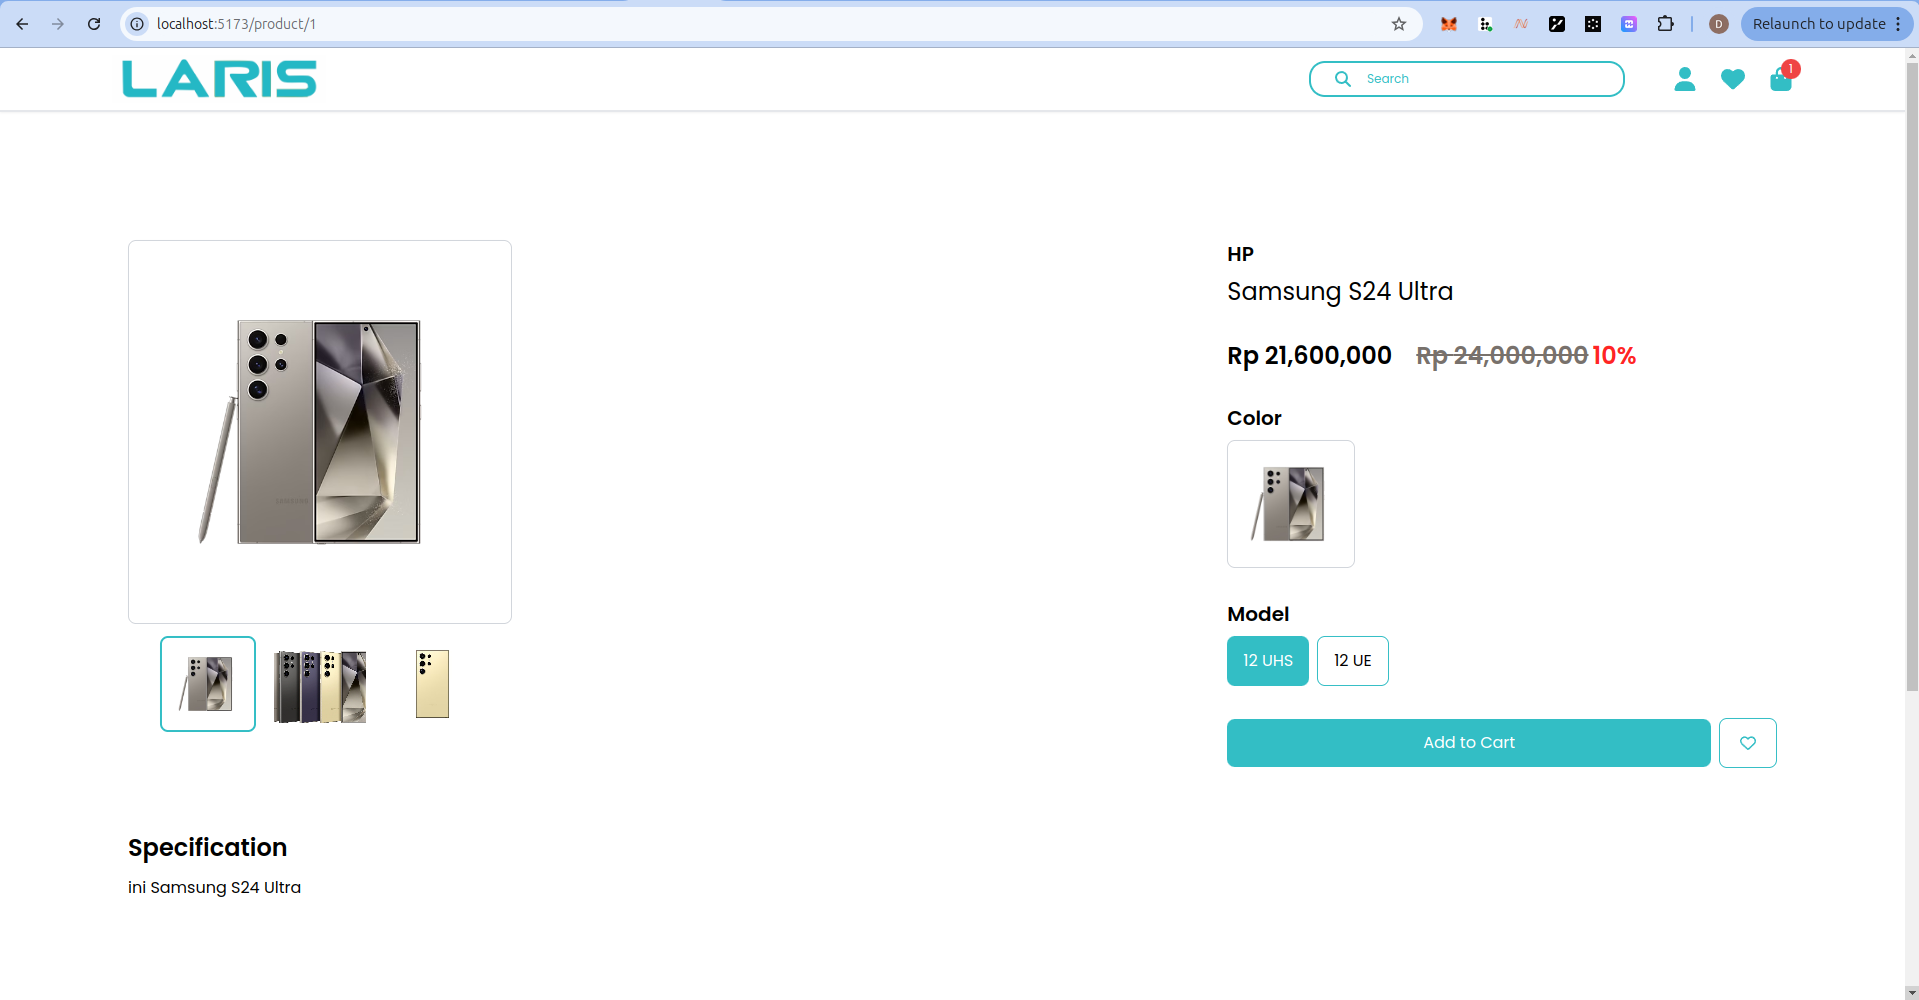 localhost:5173/product/1
D
Relaunch to update
LARIS
Search
1
HP
Samsung S24 Ultra
Rp 21,600,000 Rp 24,000,000 10%
Color
Model
12 UHS 12 UE
Add to Cart
Specification
ini Samsung S24 Ultra